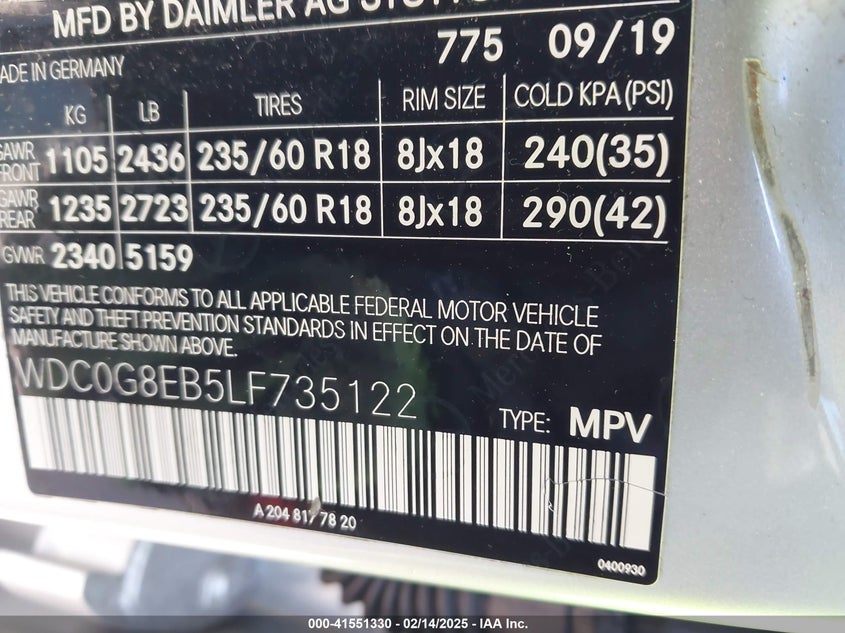 MFD BY DAIMLER AG
775 09/19
MADE IN GERMANY
KG LB TIRES RIM SIZE COLD KPA (PSI)
GAWR FRONT 1105 2436 235/60 R18 8Jx18 240(35)
GAWR REAR 1235 2723 235/60 R18 8Jx18 290(42)
GVWR 2340 5159
THIS VEHICLE CONFORMS TO ALL APPLICABLE FEDERAL MOTOR VEHICLE
SAFETY AND THEFT PREVENTION STANDARDS IN EFFECT ON THE DATE OF
MANUFACTURE SHOWN ABOVE.
WDC0G8EB5LF735122
TYPE: MPV
A 204 817 78 20
0400930
000-41551330 - 02/14/2025 - IAA Inc.